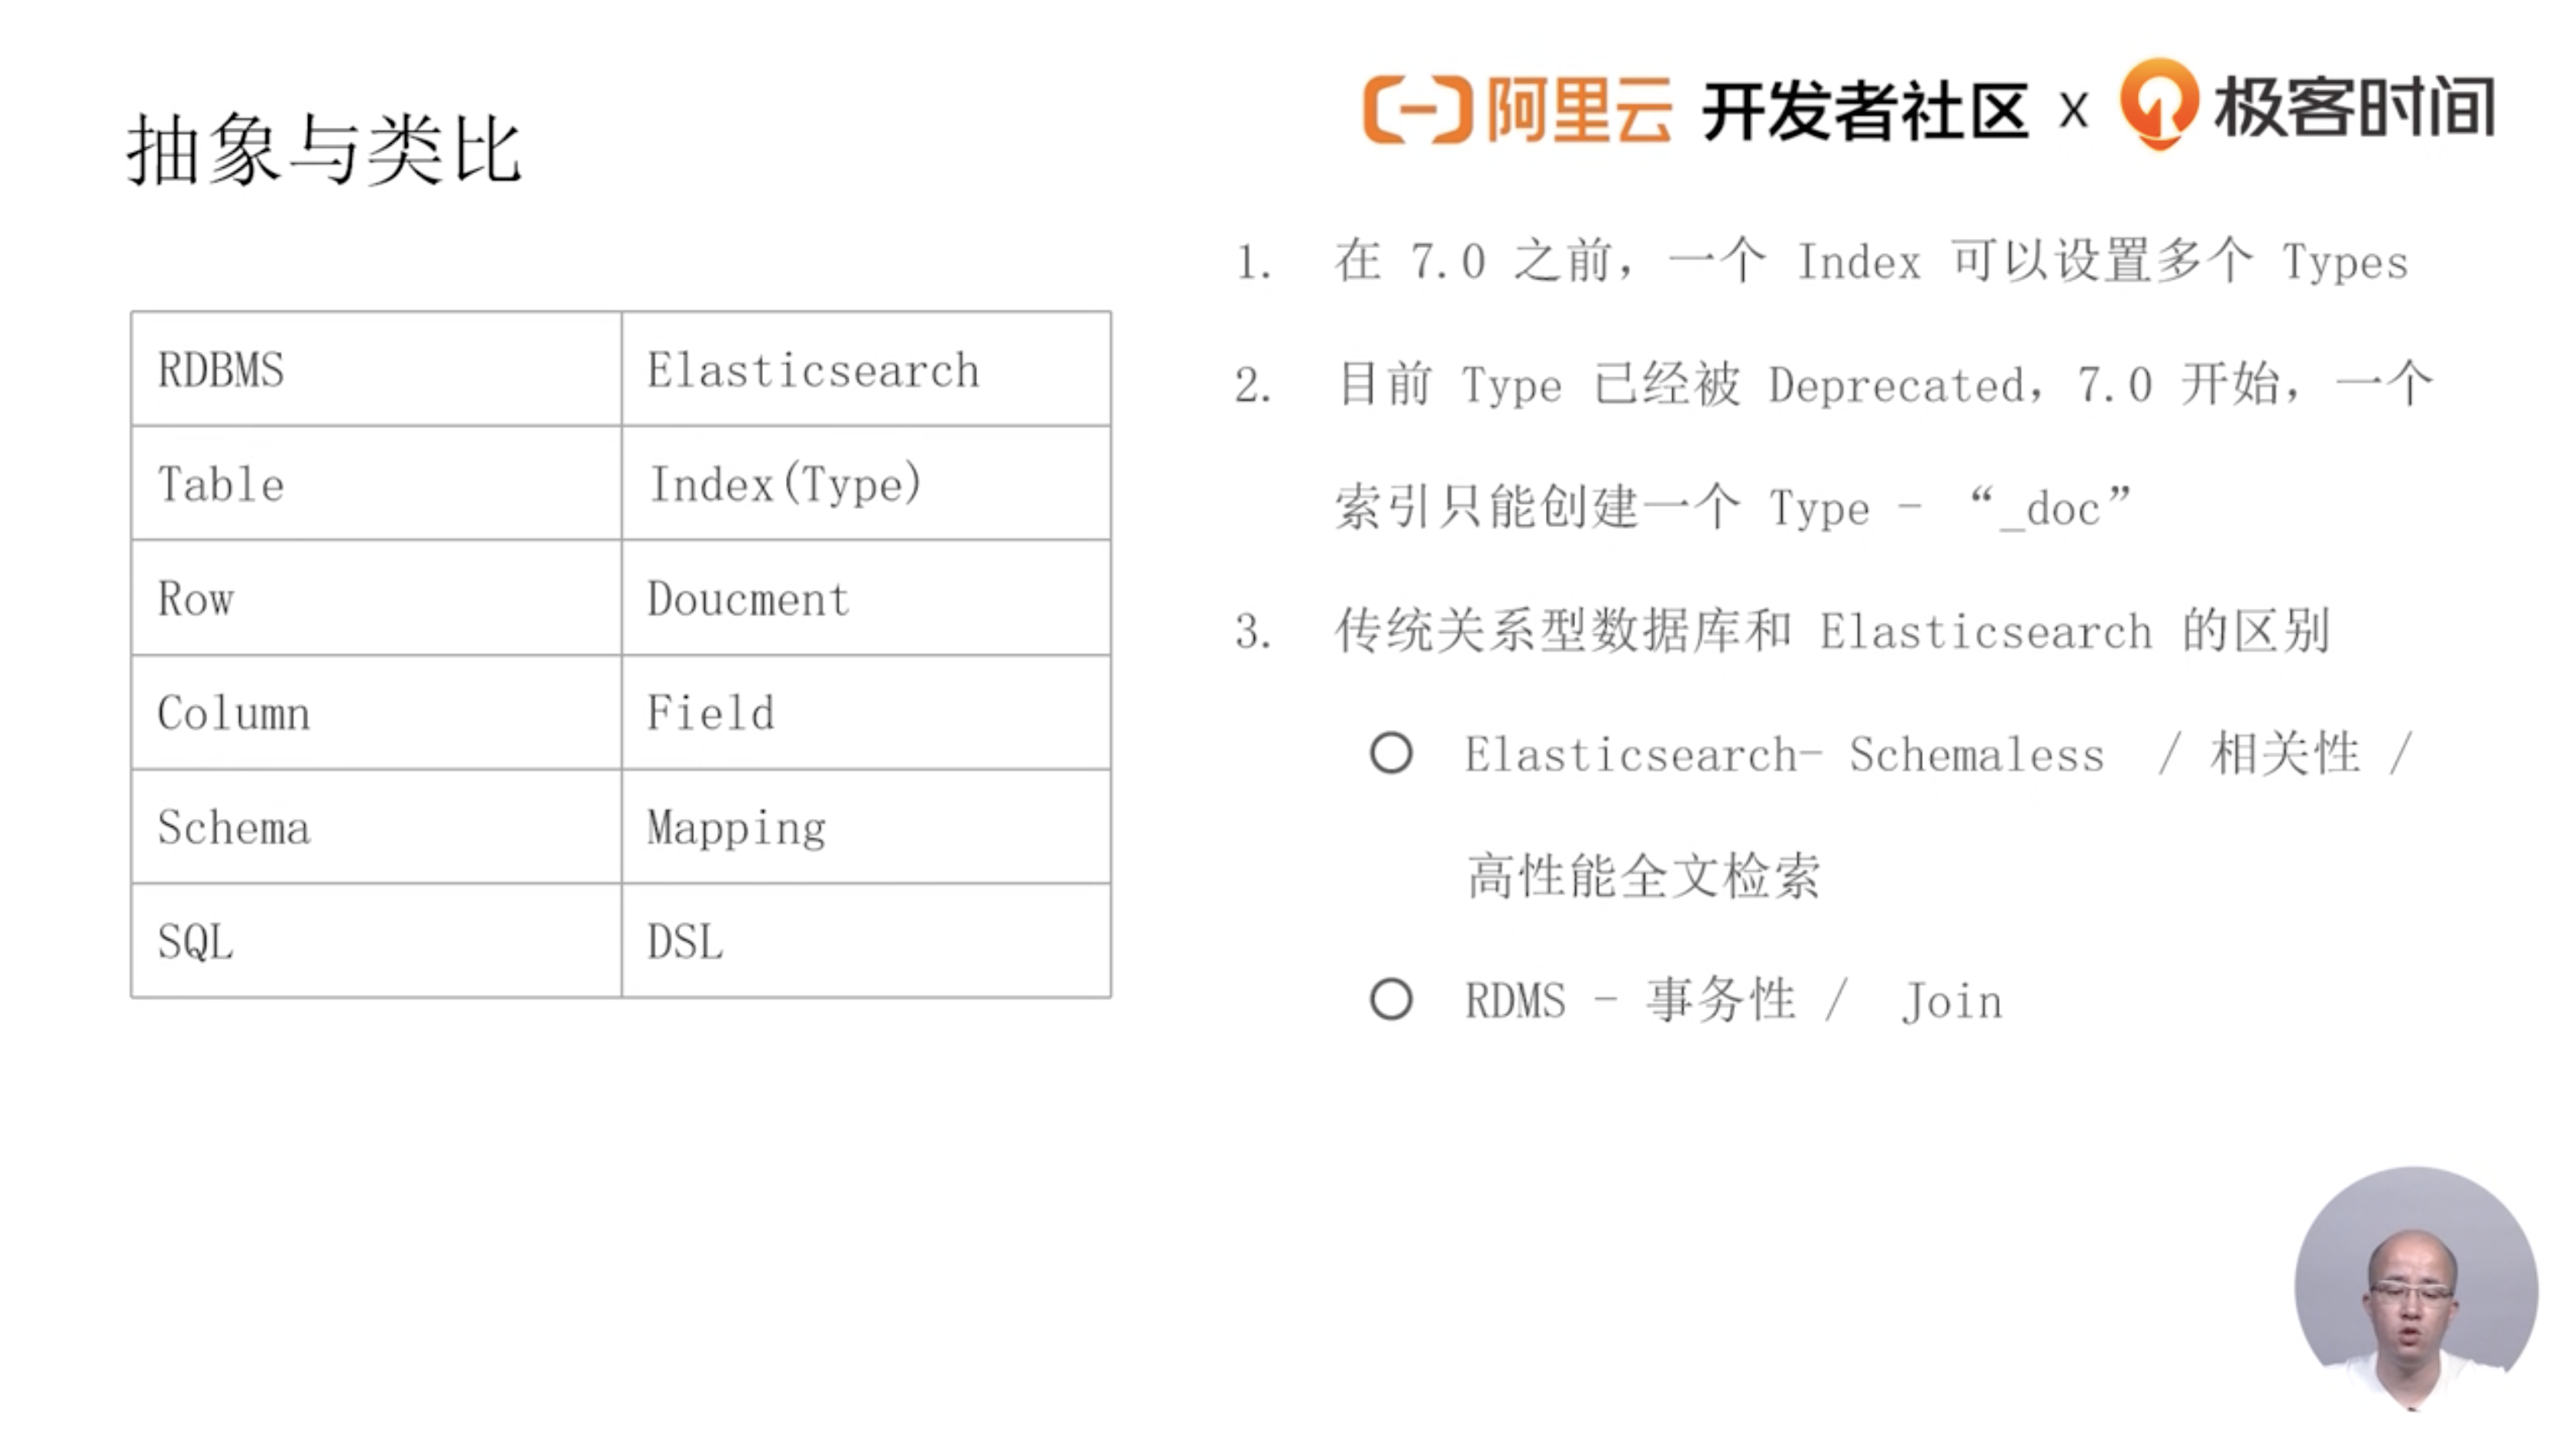 抽象与类比
阿里云 开发者社区 X 极客时间
RDBMS Elasticsearch
Table Index(Type)
Row Doucment
Column Field
Schema Mapping
SQL DSL
1. 在 7.0 之前，一个 Index 可以设置多个 Types
2. 目前 Type 已经被 Deprecated，7.0 开始，一个
索引只能创建一个 Type - “_doc”
3. 传统关系型数据库和 Elasticsearch 的区别
Elasticsearch- Schemaless / 相关性 /
高性能全文检索
RDMS - 事务性 / Join